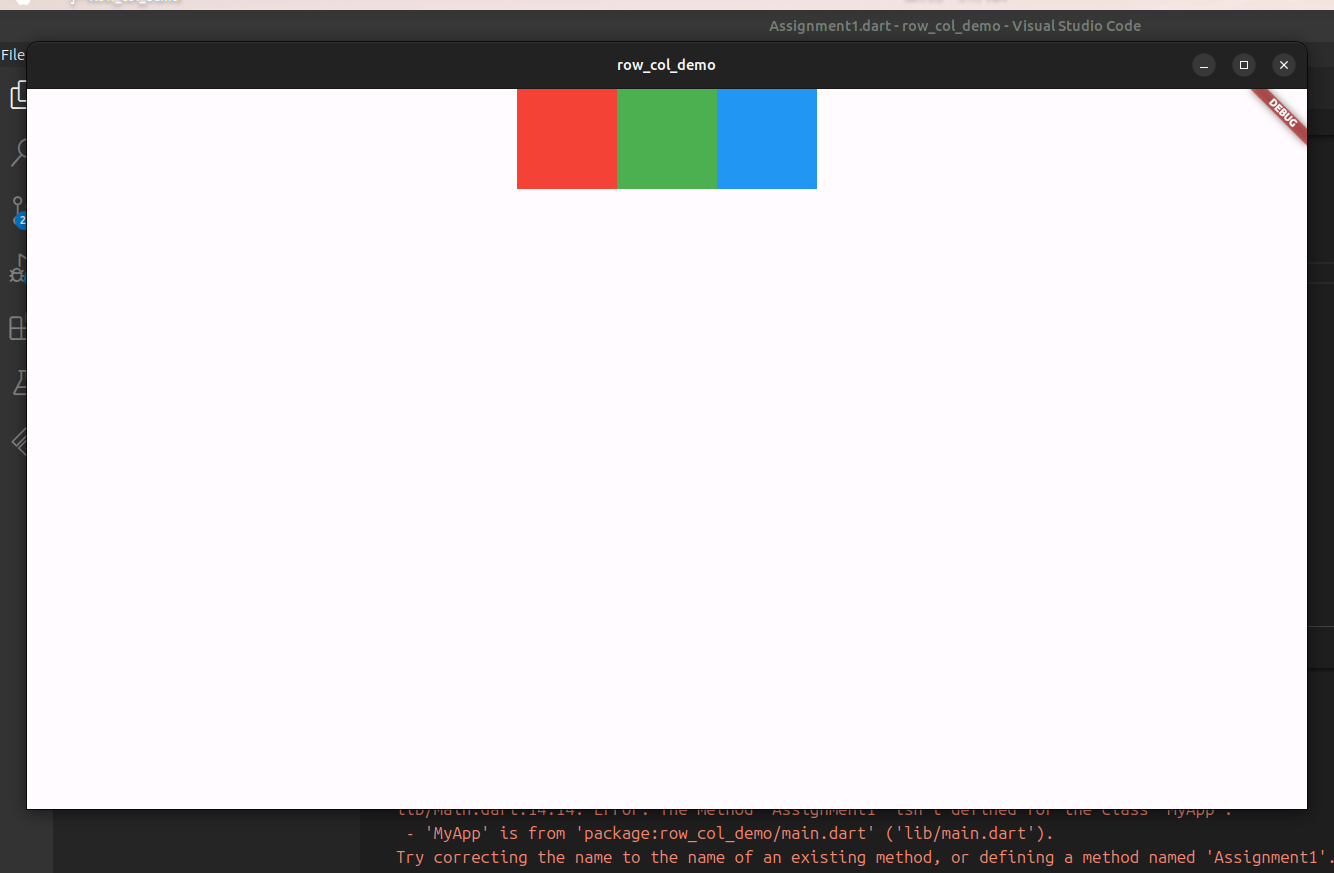 Assignment1.dart - row_col_demo - Visual Studio Code
File
row_col_demo
DEBUG
2
lib/main.dart:14:14: Error: The method 'Assignment1' isn't defined for the class 'MyApp'.
- 'MyApp' is from 'package:row_col_demo/main.dart' ('lib/main.dart').
Try correcting the name to the name of an existing method, or defining a method named 'Assignment1'.